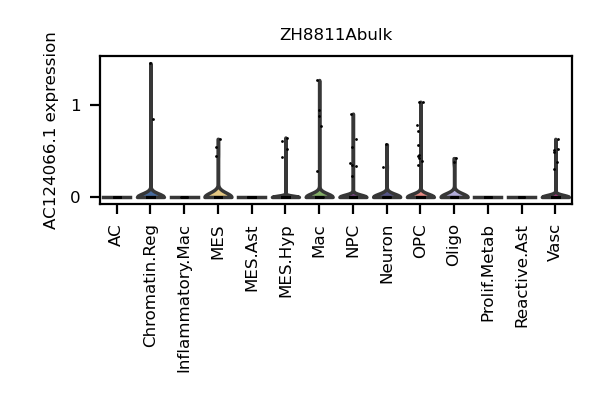 ZH8811Abulk
AC124066.1 expression
1
0
AC
Chromatin.Reg
Inflammatory.Mac
MES
MES.Ast
MES.Hyp
Mac
NPC
Neuron
OPC
Oligo
Prolif.Metab
Reactive.Ast
Vasc